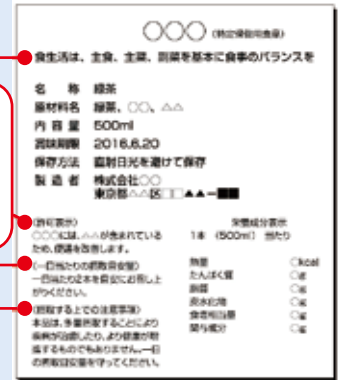 ○○○ (特定保健用食品)
食生活は、主食、主菜、副菜を基本に食事のバランスを
名 称 緑茶
原材料名 緑茶、○○、△△
内 容 量 500ml
賞味期限 2016.6.20
保存方法 直射日光を避けて保存
製 造 者 株式会社○○
東京都△△区□□▲▲ー■■
(許可表示)
○○○には、△△が含まれている
ため、便通を改善します。
(一日当たりの摂取目安量)
一日当たり2本を目安にお召し上
がりください。
(摂取する上での注意事項)
本品は、多量摂取することにより
疾病が治癒したり、より健康が増
進するものでもありません。一日
の摂取目安量を守ってください。
栄養成分表示
1本 (500ml) 当たり
熱量 ○kcal
たんぱく質 ○g
脂質 ○g
炭水化物 ○g
食塩相当量 ○g
関与成分 ○g